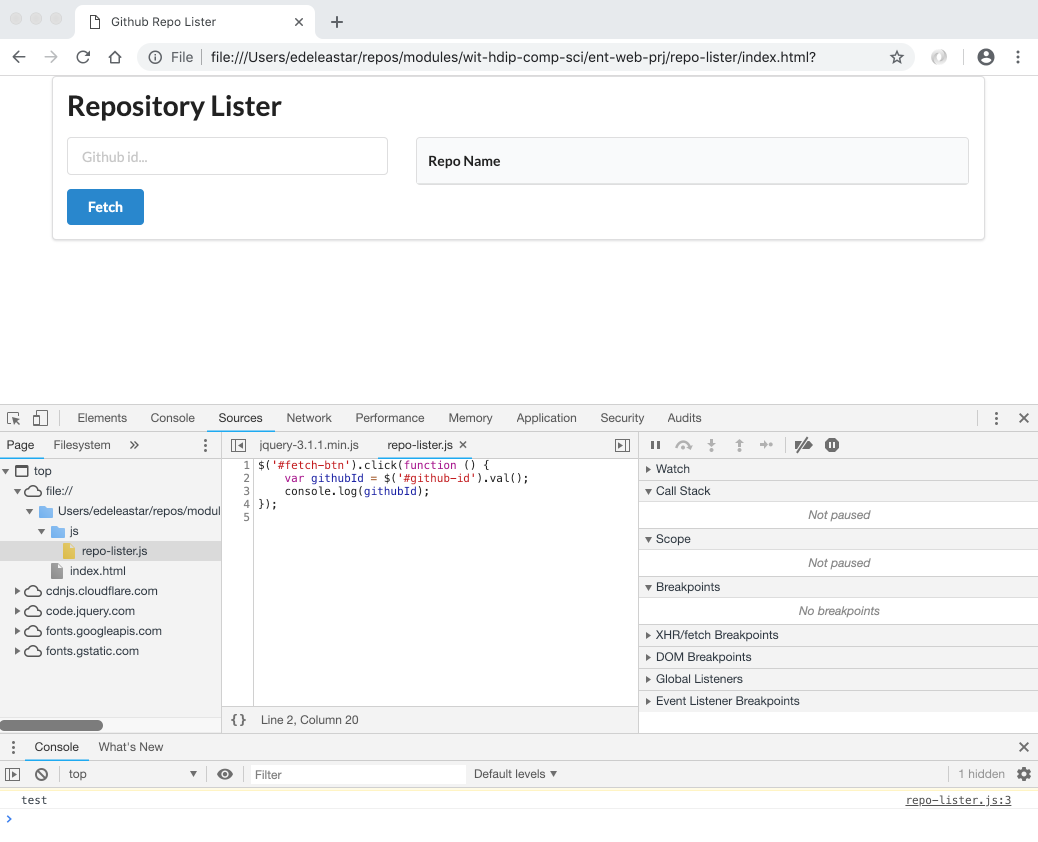 Github Repo Lister
File file:///Users/edeleastar/repos/modules/wit-hdip-comp-sci/ent-web-prj/repo-lister/index.html?
Repository Lister
Github id...
Repo Name
Fetch
Elements Console Sources Network Performance Memory Application Security Audits
Page Filesystem »
jquery-3.1.1.min.js repo-lister.js
top
file://
Users/edeleastar/repos/modul
js
repo-lister.js
index.html
cdnjs.cloudflare.com
code.jquery.com
fonts.googleapis.com
fonts.gstatic.com
1 $('#fetch-btn').click(function () {
2 var githubId = $('#github-id').val();
3 console.log(githubId);
4 });
5
{} Line 2, Column 20
Watch
Call Stack
Not paused
Scope
Not paused
Breakpoints
No breakpoints
XHR/fetch Breakpoints
DOM Breakpoints
Global Listeners
Event Listener Breakpoints
Console What's New
top Filter Default levels 1 hidden
test repo-lister.js:3